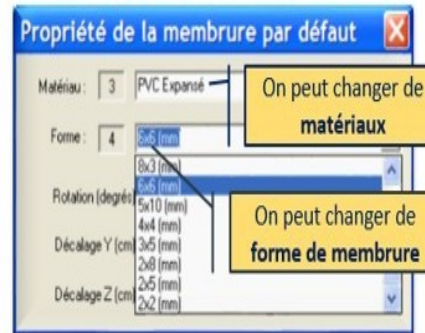 Propriété de la membrure par défaut
Matériau : 3 PVC Expansé
On peut changer de
matériaux
Forme : 4 6x6 (mm)
8x3 (mm)
6x6 (mm)
Rotation (degrés)
5x10 (mm)
4x4 (mm)
On peut changer de
forme de membrure
Décalage Y (cm)
3x5 (mm)
2x8 (mm)
Décalage Z (cm)
2x5 (mm)
2x2 (mm)